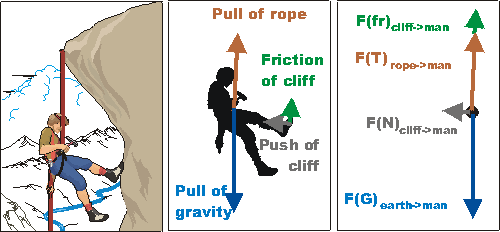 Pull of rope
Friction
of cliff
Push of
cliff
Pull of
gravity
F(fr)cliff->man
F(T)rope->man
F(N)cliff->man
F(G)earth->man